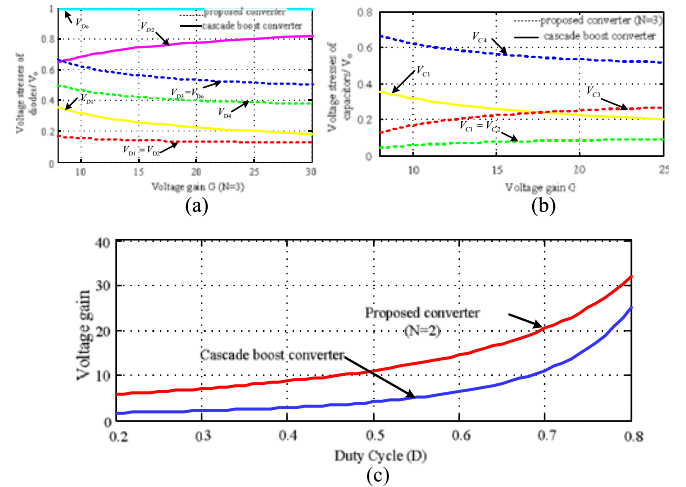 1
0.8
0.6
0.4
0.2
0
Voltage stresses of
diodes/ V₀
proposed converter
cascade boost converter
V_Do
V_D2
V_D3=V_Do
V_D4
V_D1
V_D1=V_D2
10 15 20 25 30
Voltage gain G (N=3)
(a)
0.8
0.6
0.4
0.2
0
Voltage stresses of
capacitors/ V₀
proposed converter (N=3)
cascade boost converter
V_C4
V_C1
V_C3
V_C1=V_C2
10 15 20 25
Voltage gain G
(b)
40
30
20
10
0
Voltage gain
Proposed converter
(N=2)
Cascade boost converter
0.2 0.3 0.4 0.5 0.6 0.7 0.8
Duty Cycle (D)
(c)